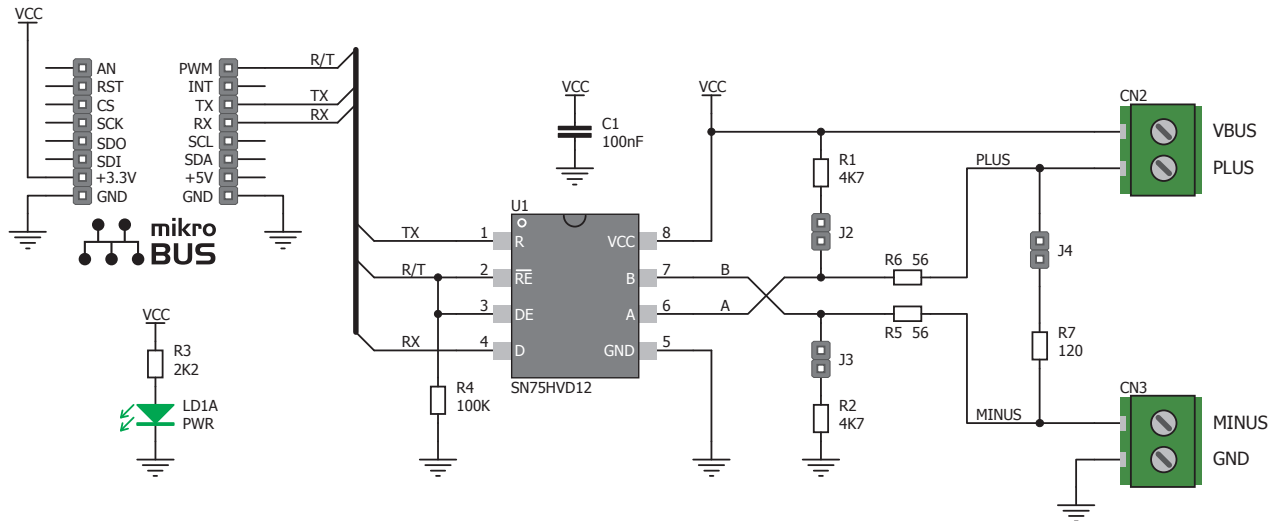 VCC
AN
RST
CS
SCK
SDO
SDI
+3.3V
GND
PWM
INT
TX
RX
SCL
SDA
+5V
GND
mikro
BUS
R/T
TX
RX
VCC
R3
2K2
LD1A
PWR
VCC
C1
100nF
U1
TX 1 R
R/T 2 RE
3 DE
RX 4 D
VCC 8
B 7 B
A 6 A
GND 5
SN75HVD12
R4
100K
VCC
R1
4K7
J2
J3
R2
4K7
R6 56
R5 56
PLUS
MINUS
J4
R7
120
CN2
VBUS
PLUS
CN3
MINUS
GND